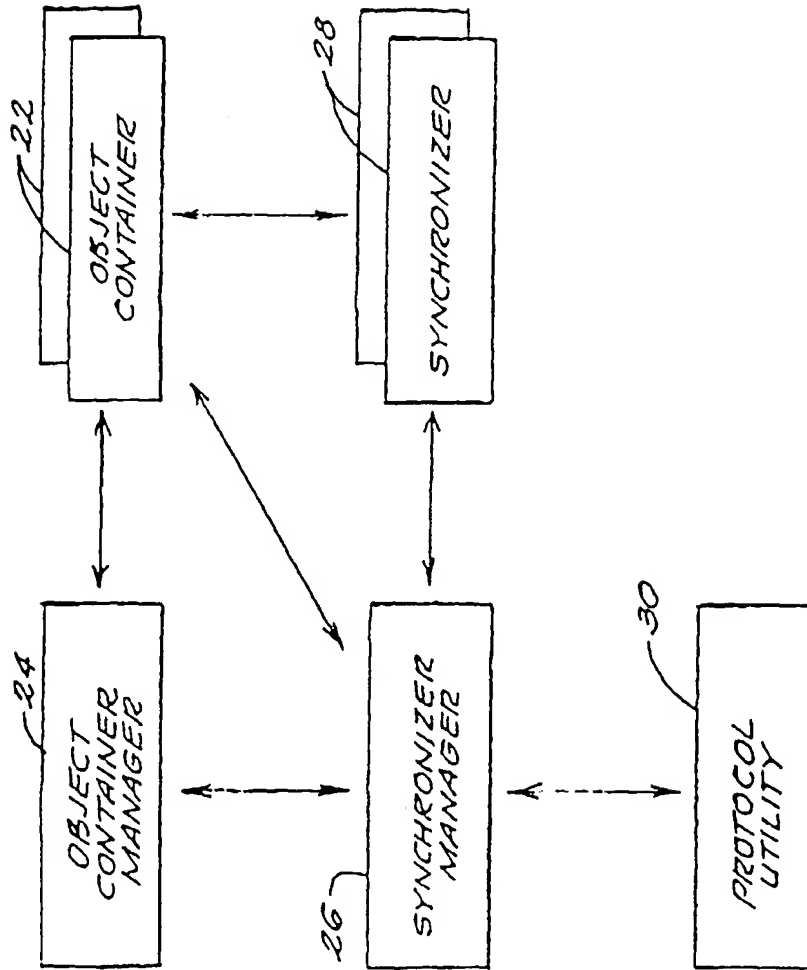 24
OBJECT
CONTAINER
MANAGER
22
OBJECT
CONTAINER
26
SYNCHRONIZER
MANAGER
28
SYNCHRONIZER
30
PROTOCOL
UTILITY